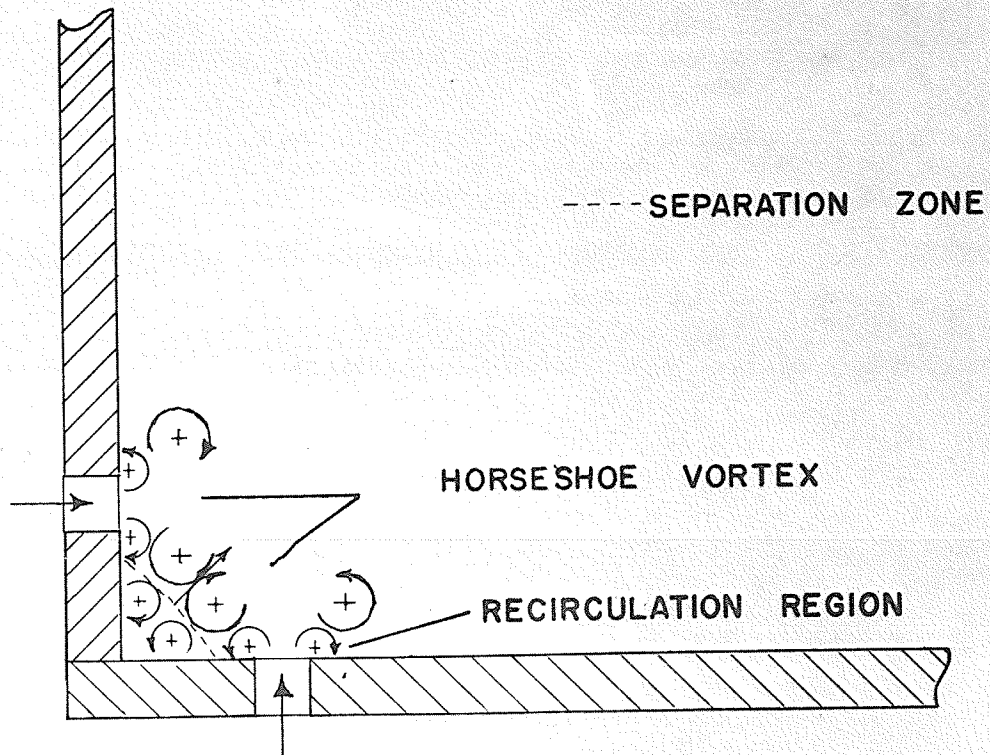 ---- SEPARATION ZONE
HORSESHOE VORTEX
RECIRCULATION REGION